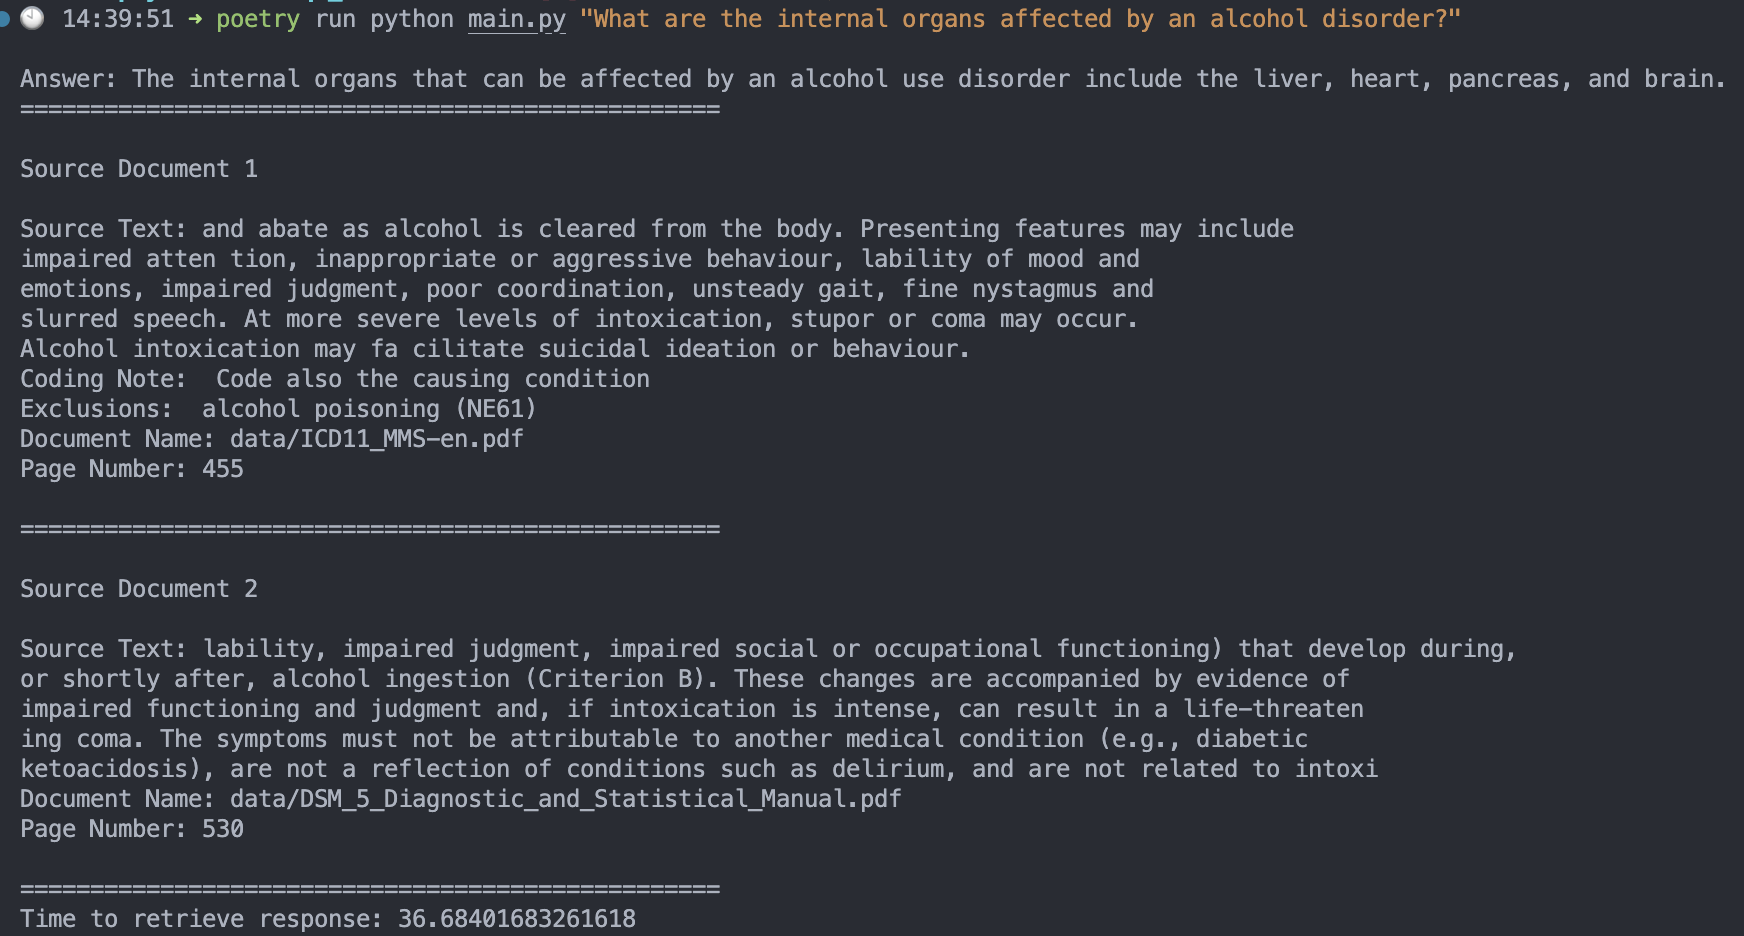 14:39:51 → poetry run python main.py "What are the internal organs affected by an alcohol disorder?"
Answer: The internal organs that can be affected by an alcohol use disorder include the liver, heart, pancreas, and brain.
==================================================
Source Document 1
Source Text: and abate as alcohol is cleared from the body. Presenting features may include
impaired atten tion, inappropriate or aggressive behaviour, lability of mood and
emotions, impaired judgment, poor coordination, unsteady gait, fine nystagmus and
slurred speech. At more severe levels of intoxication, stupor or coma may occur.
Alcohol intoxication may fa cilitate suicidal ideation or behaviour.
Coding Note:  Code also the causing condition
Exclusions:  alcohol poisoning (NE61)
Document Name: data/ICD11_MMS-en.pdf
Page Number: 455
==================================================
Source Document 2
Source Text: lability, impaired judgment, impaired social or occupational functioning) that develop during,
or shortly after, alcohol ingestion (Criterion B). These changes are accompanied by evidence of
impaired functioning and judgment and, if intoxication is intense, can result in a life-threaten
ing coma. The symptoms must not be attributable to another medical condition (e.g., diabetic
ketoacidosis), are not a reflection of conditions such as delirium, and are not related to intoxi
Document Name: data/DSM_5_Diagnostic_and_Statistical_Manual.pdf
Page Number: 530
==================================================
Time to retrieve response: 36.68401683261618